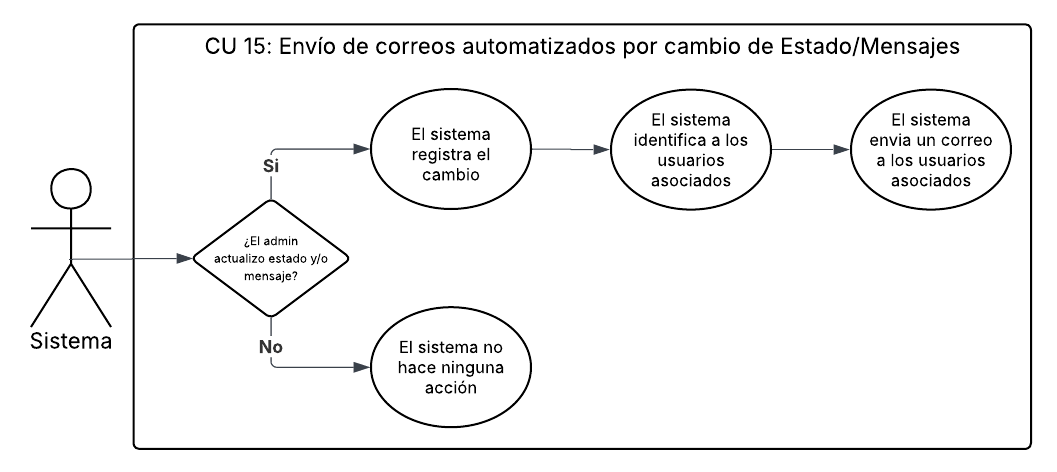 CU 15: Envío de correos automatizados por cambio de Estado/Mensajes
El sistema
registra el
cambio
El sistema
identifica a los
usuarios
asociados
El sistema
envia un correo
a los usuarios
asociados
Si
¿El admin
actualizo estado y/o
mensaje?
Sistema
No
El sistema no
hace ninguna
acción